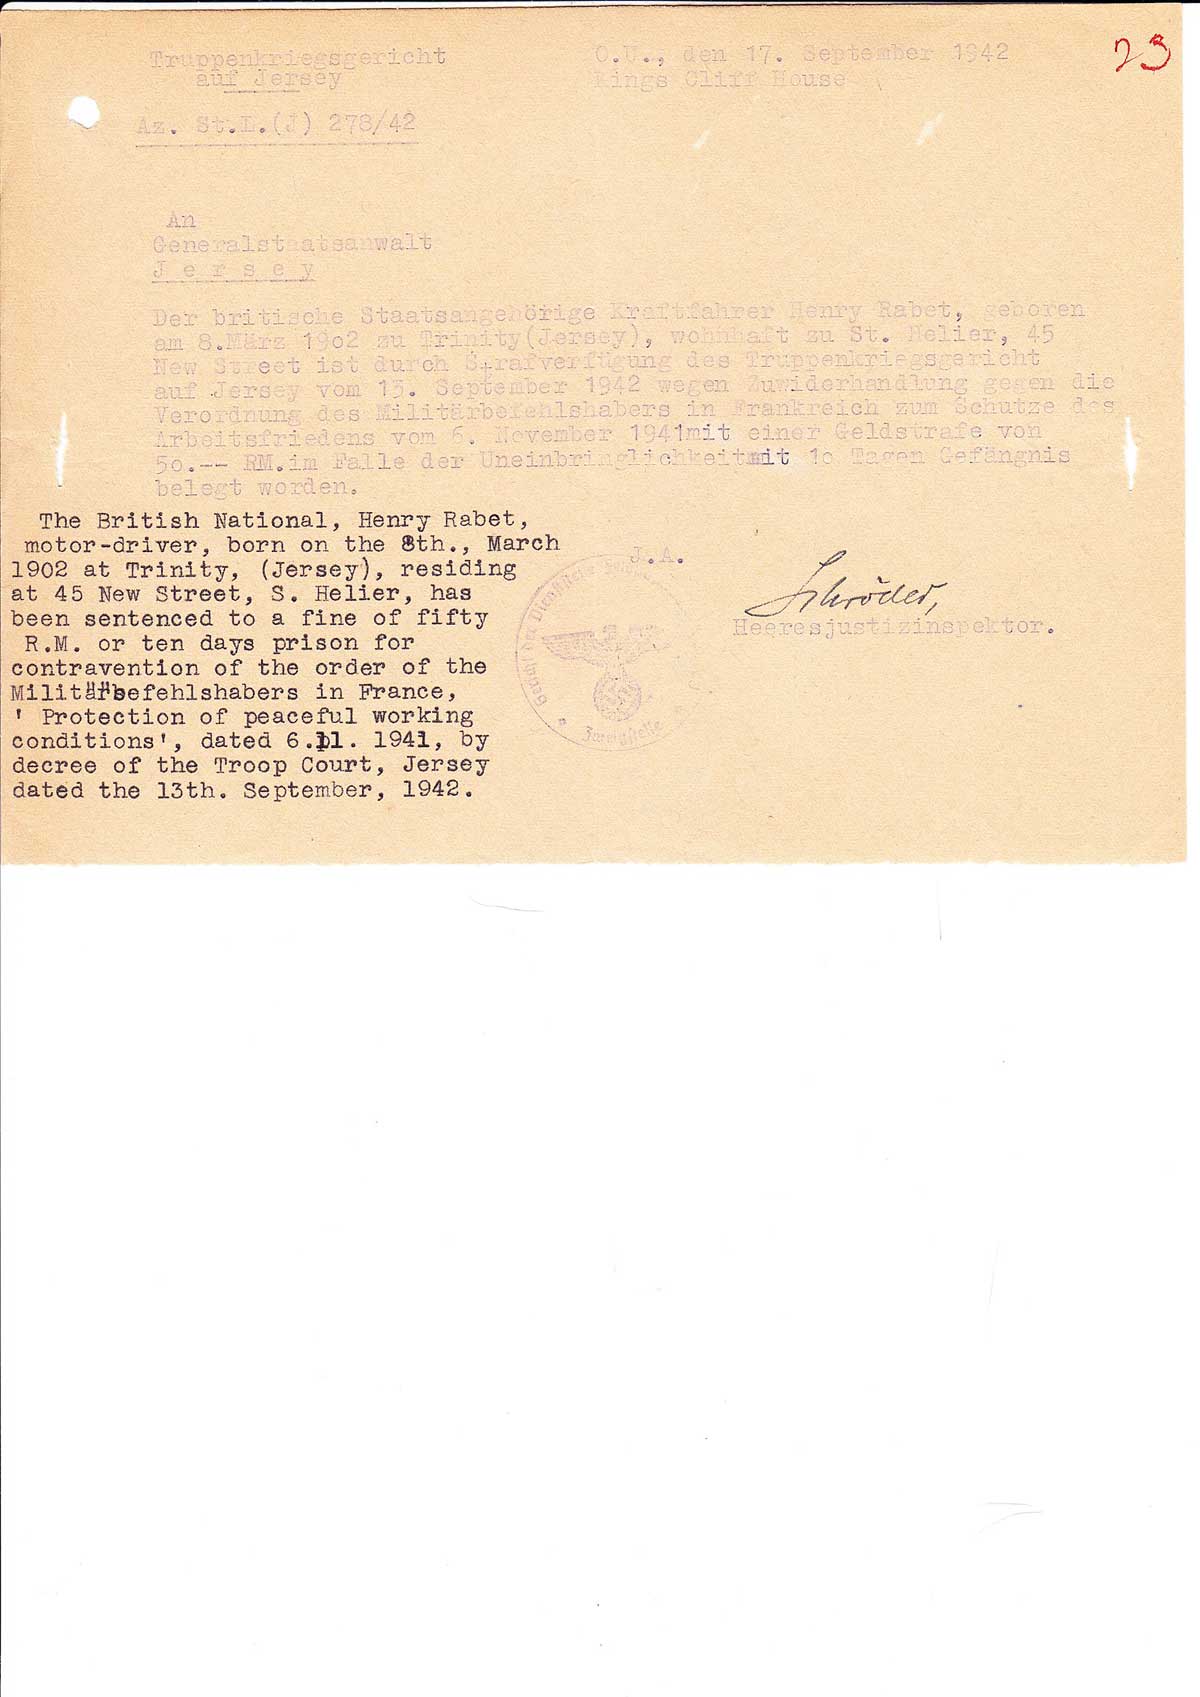 23
Truppenkriegsgericht
auf Jersey
O.U., den 17. September 1942
Kings Cliff House
Az. St.L.(J) 278/42
An
Generalstaatsanwalt
J e r s e y
Der britische Staatsangehörige Kraftfahrer Henry Rabet, geboren
am 8.März 19o2 zu Trinity(Jersey), wohnhaft zu St. Helier, 45
New Street ist durch Strafverfügung des Truppenkriegsgericht
auf Jersey vom 13. September 1942 wegen Zuwiderhandlung gegen die
Verordnung des Militärbefehlshabers in Frankreich zum Schutze des
Arbeitsfriedens vom 6. November 1941mit einer Geldstrafe von
5o.-- RM.im Falle der Uneinbringlichkeitmit 1o Tagen Gefängnis
belegt worden.
The British National, Henry Rabet,
motor-driver, born on the 8th., March
1902 at Trinity, (Jersey), residing
at 45 New Street, S. Helier, has
been sentenced to a fine of fifty
R.M. or ten days prison for
contravention of the order of the
Militärbefehlshabers in France,
' Protection of peaceful working
conditions', dated 6.11. 1941, by
decree of the Troop Court, Jersey
dated the 13th. September, 1942.
J.A.
Schröder,
Heeresjustizinspektor.
Gericht der Dienststelle
Zweigstelle